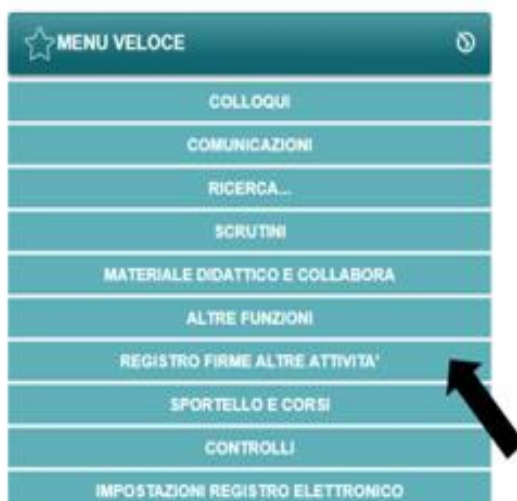 MENU VELOCE
COLLOQUI
COMUNICAZIONI
RICERCA...
SCRUTINI
MATERIALE DIDATTICO E COLLABORA
ALTRE FUNZIONI
REGISTRO FIRME ALTRE ATTIVITA'
SPORTELLO E CORSI
CONTROLLI
IMPOSTAZIONI REGISTRO ELETTRONICO